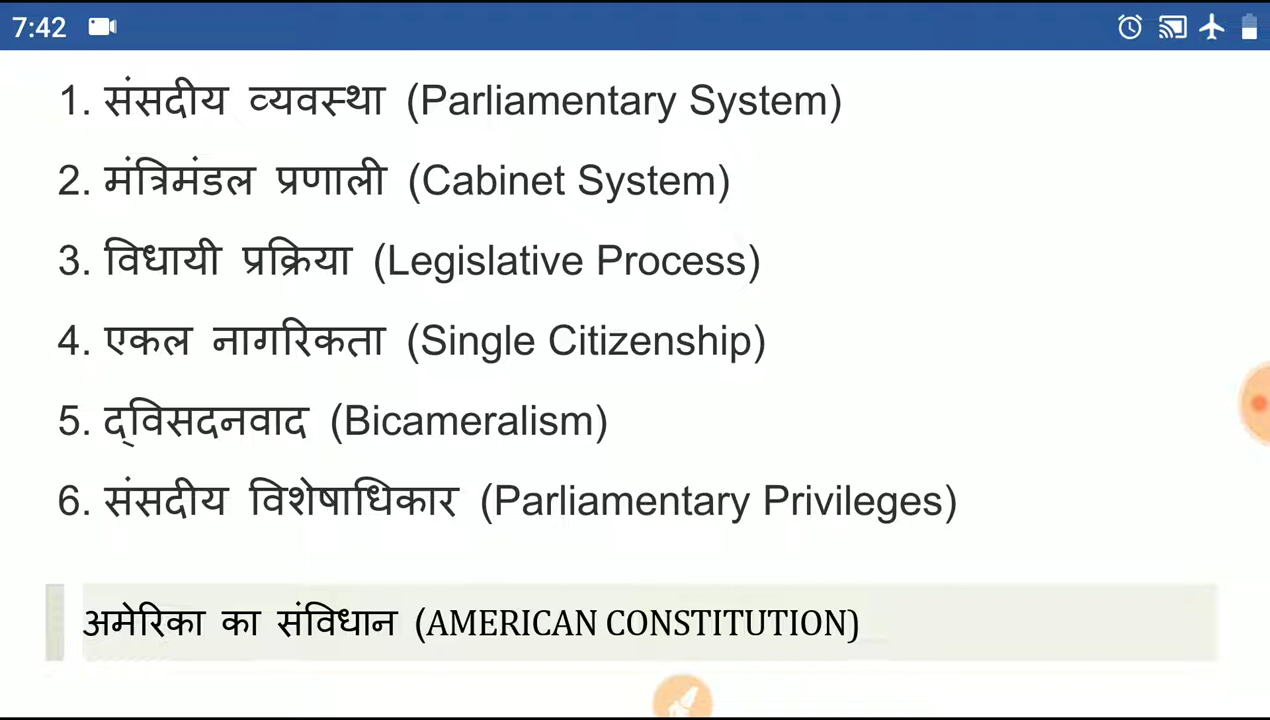 7:42
1. संसदीय व्यवस्था (Parliamentary System)
2. मंत्रिमंडल प्रणाली (Cabinet System)
3. विधायी प्रक्रिया (Legislative Process)
4. एकल नागरिकता (Single Citizenship)
5. द्विसदनवाद (Bicameralism)
6. संसदीय विशेषाधिकार (Parliamentary Privileges)
अमेरिका का संविधान (AMERICAN CONSTITUTION)